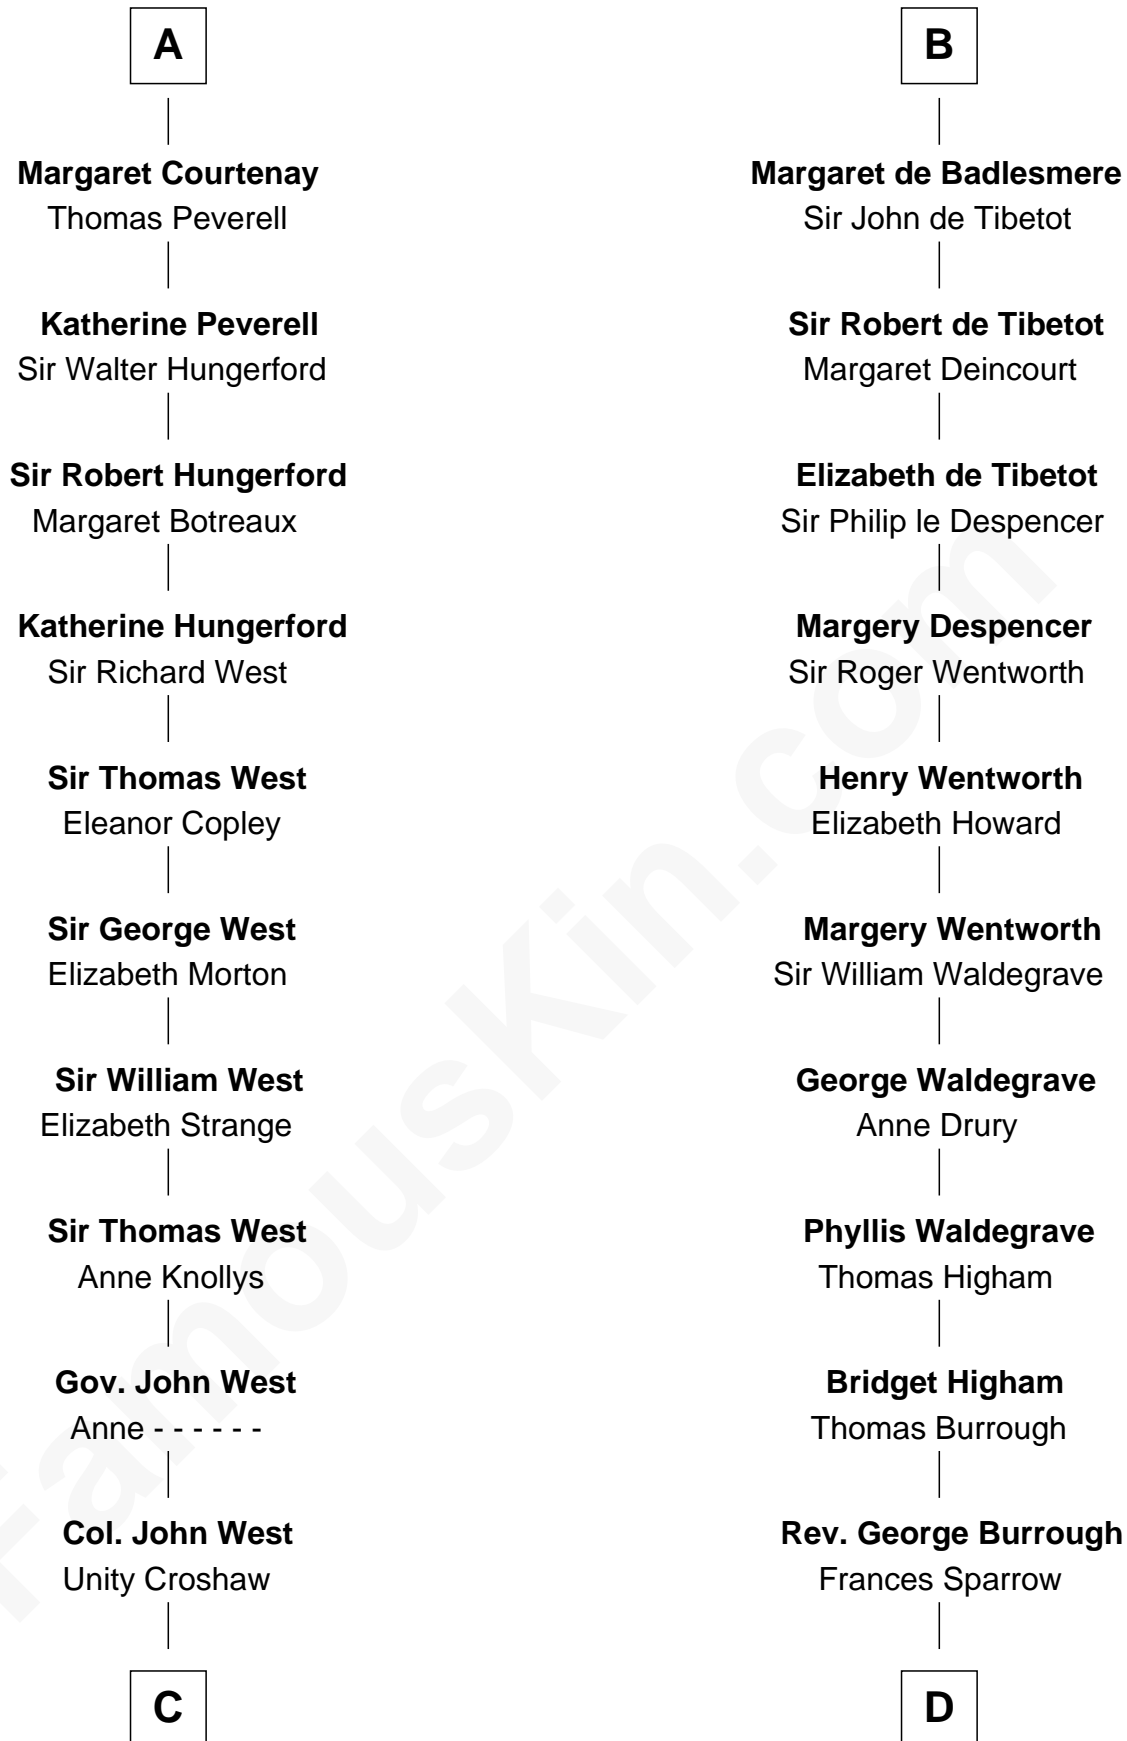 A
Margaret Courtenay
Thomas Peverell
Katherine Peverell
Sir Walter Hungerford
Sir Robert Hungerford
Margaret Botreaux
Katherine Hungerford
Sir Richard West
Sir Thomas West
Eleanor Copley
Sir George West
Elizabeth Morton
Sir William West
Elizabeth Strange
Sir Thomas West
Anne Knollys
Gov. John West
Anne - - - - - -
Col. John West
Unity Croshaw
C
B
Margaret de Badlesmere
Sir John de Tibetot
Sir Robert de Tibetot
Margaret Deincourt
Elizabeth de Tibetot
Sir Philip le Despencer
Margery Despencer
Sir Roger Wentworth
Henry Wentworth
Elizabeth Howard
Margery Wentworth
Sir William Waldegrave
George Waldegrave
Anne Drury
Phyllis Waldegrave
Thomas Higham
Bridget Higham
Thomas Burrough
Rev. George Burrough
Frances Sparrow
D
FamousKin.com